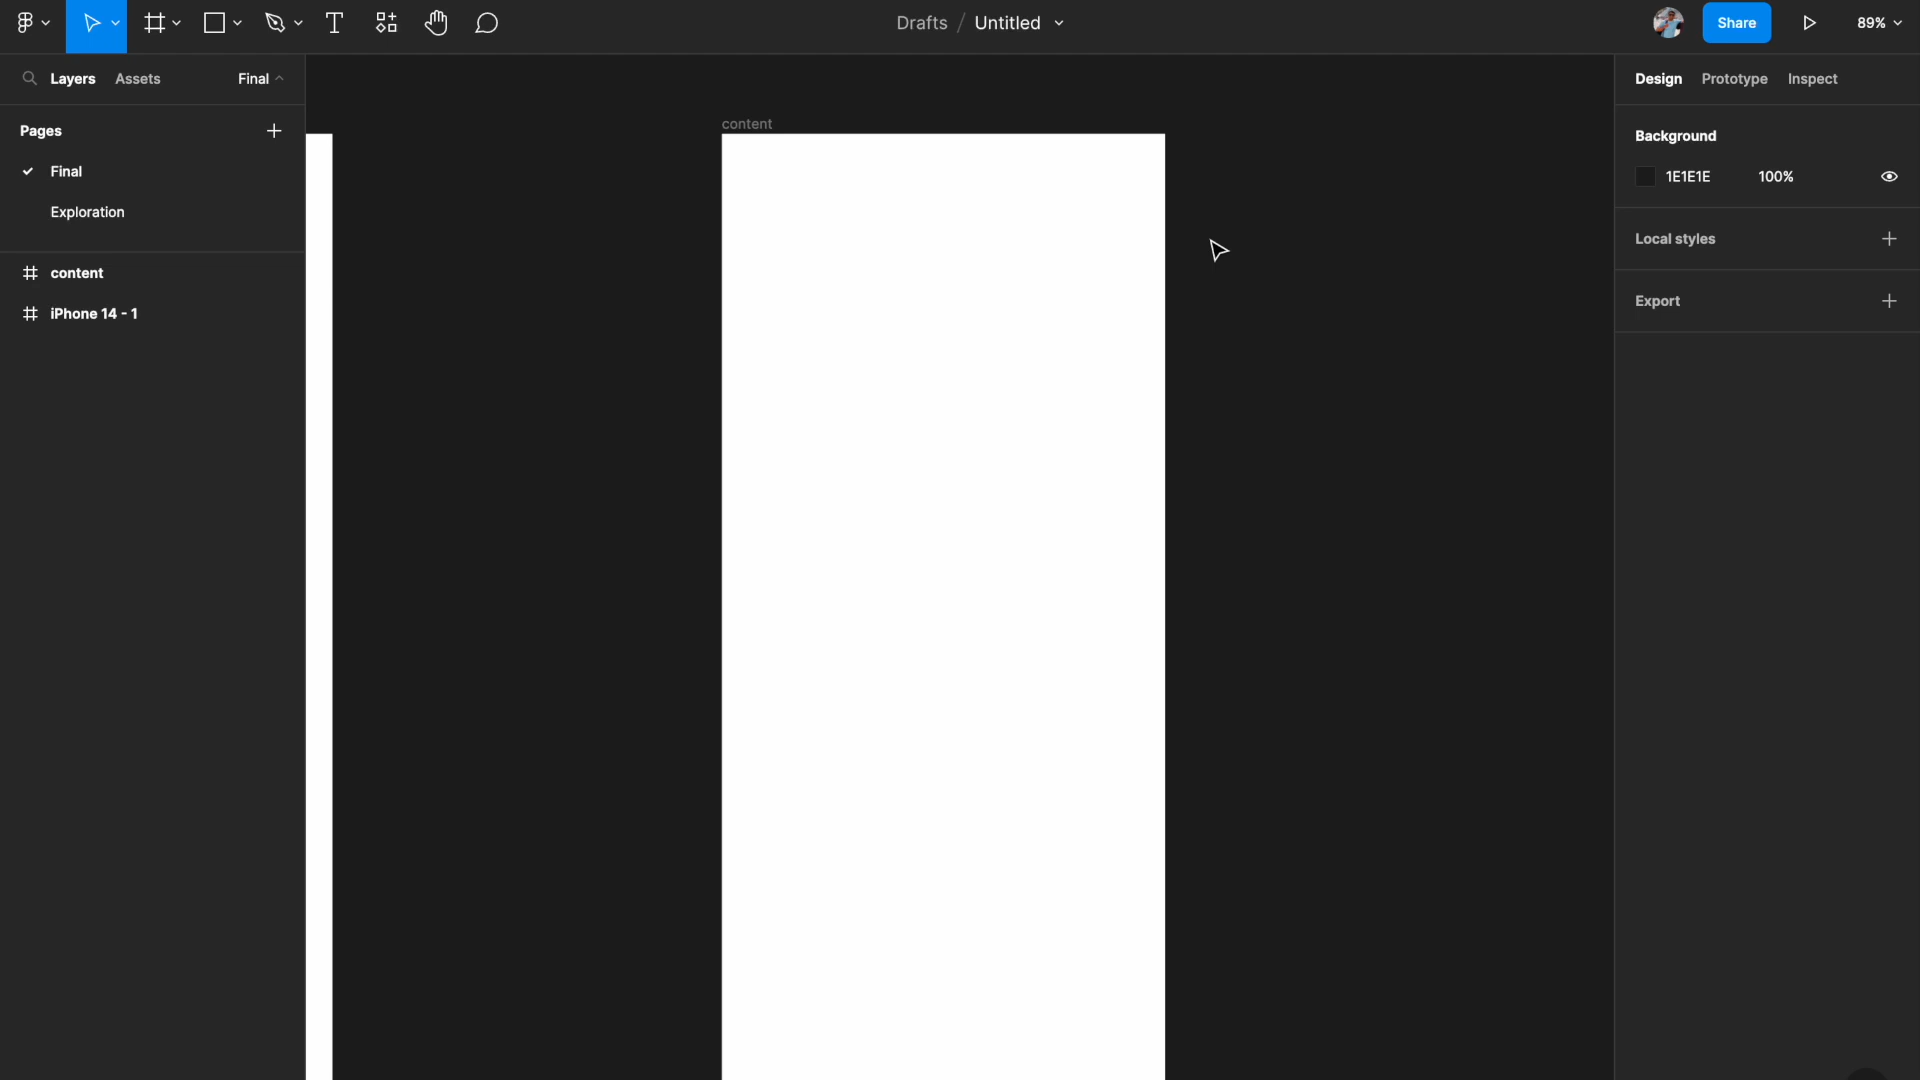 Drafts / Untitled
Share
89%
Layers
Assets
Final
Pages
Final
Exploration
content
iPhone 14 - 1
content
Design
Prototype
Inspect
Background
1E1E1E
100%
Local styles
Export